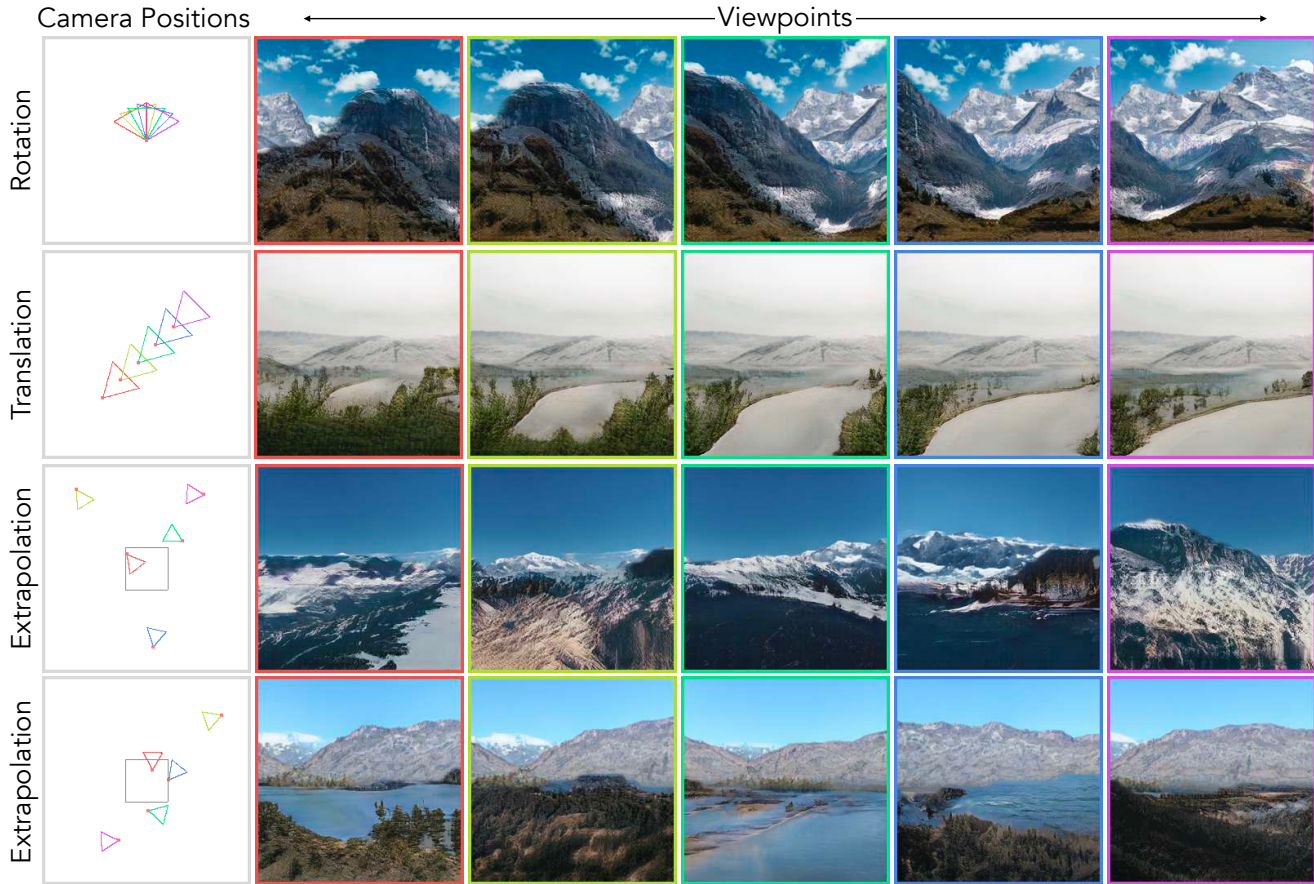 Camera Positions
Viewpoints
Rotation
Translation
Extrapolation
Extrapolation